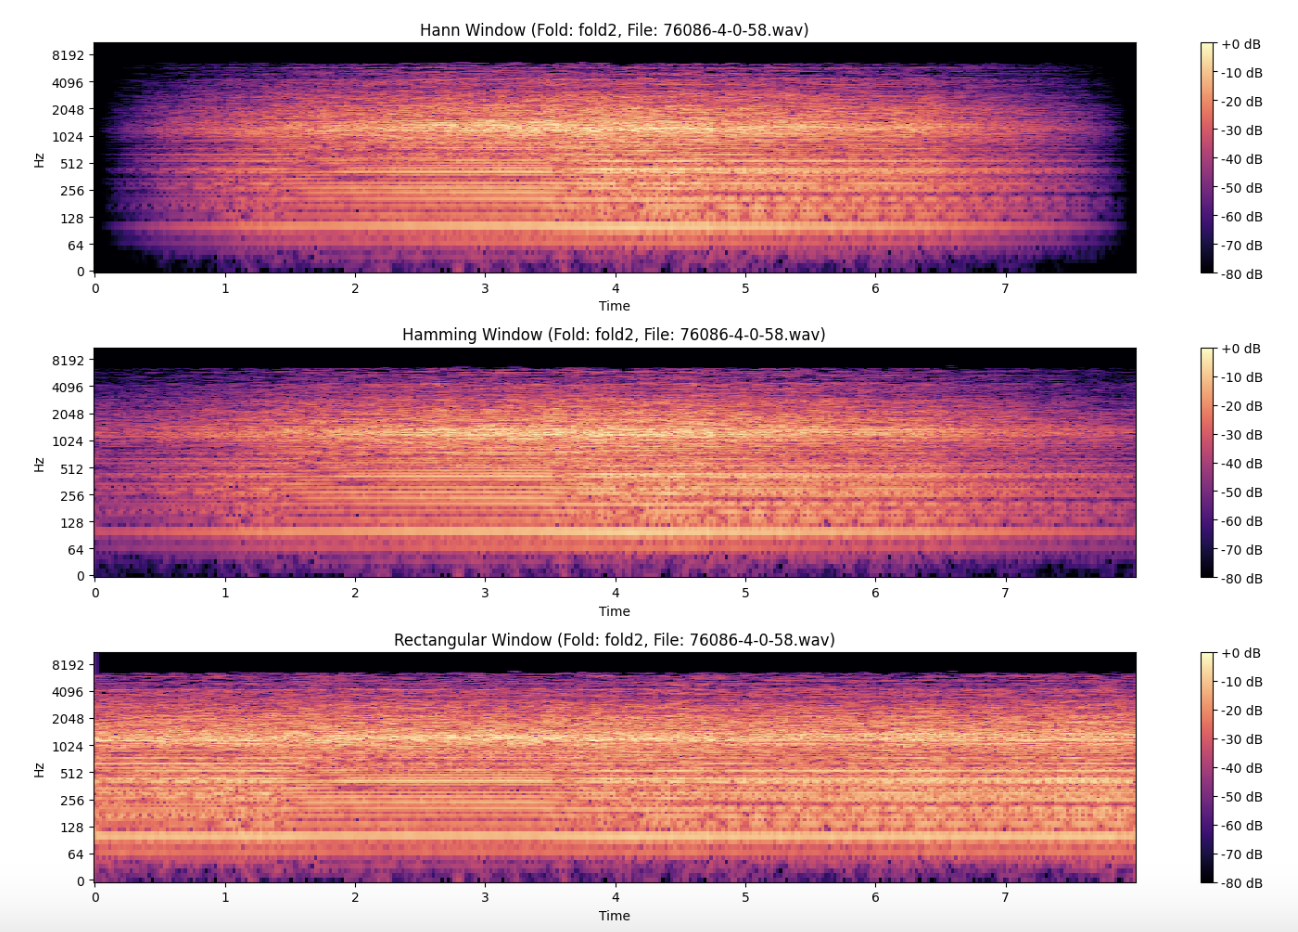 Hann Window (Fold: fold2, File: 76086-4-0-58.wav)
8192
4096
2048
1024
512
256
128
64
0
Hz
0 1 2 3 4 5 6 7
Time
+0 dB
-10 dB
-20 dB
-30 dB
-40 dB
-50 dB
-60 dB
-70 dB
-80 dB
Hamming Window (Fold: fold2, File: 76086-4-0-58.wav)
8192
4096
2048
1024
512
256
128
64
0
Hz
0 1 2 3 4 5 6 7
Time
+0 dB
-10 dB
-20 dB
-30 dB
-40 dB
-50 dB
-60 dB
-70 dB
-80 dB
Rectangular Window (Fold: fold2, File: 76086-4-0-58.wav)
8192
4096
2048
1024
512
256
128
64
0
Hz
0 1 2 3 4 5 6 7
Time
+0 dB
-10 dB
-20 dB
-30 dB
-40 dB
-50 dB
-60 dB
-70 dB
-80 dB